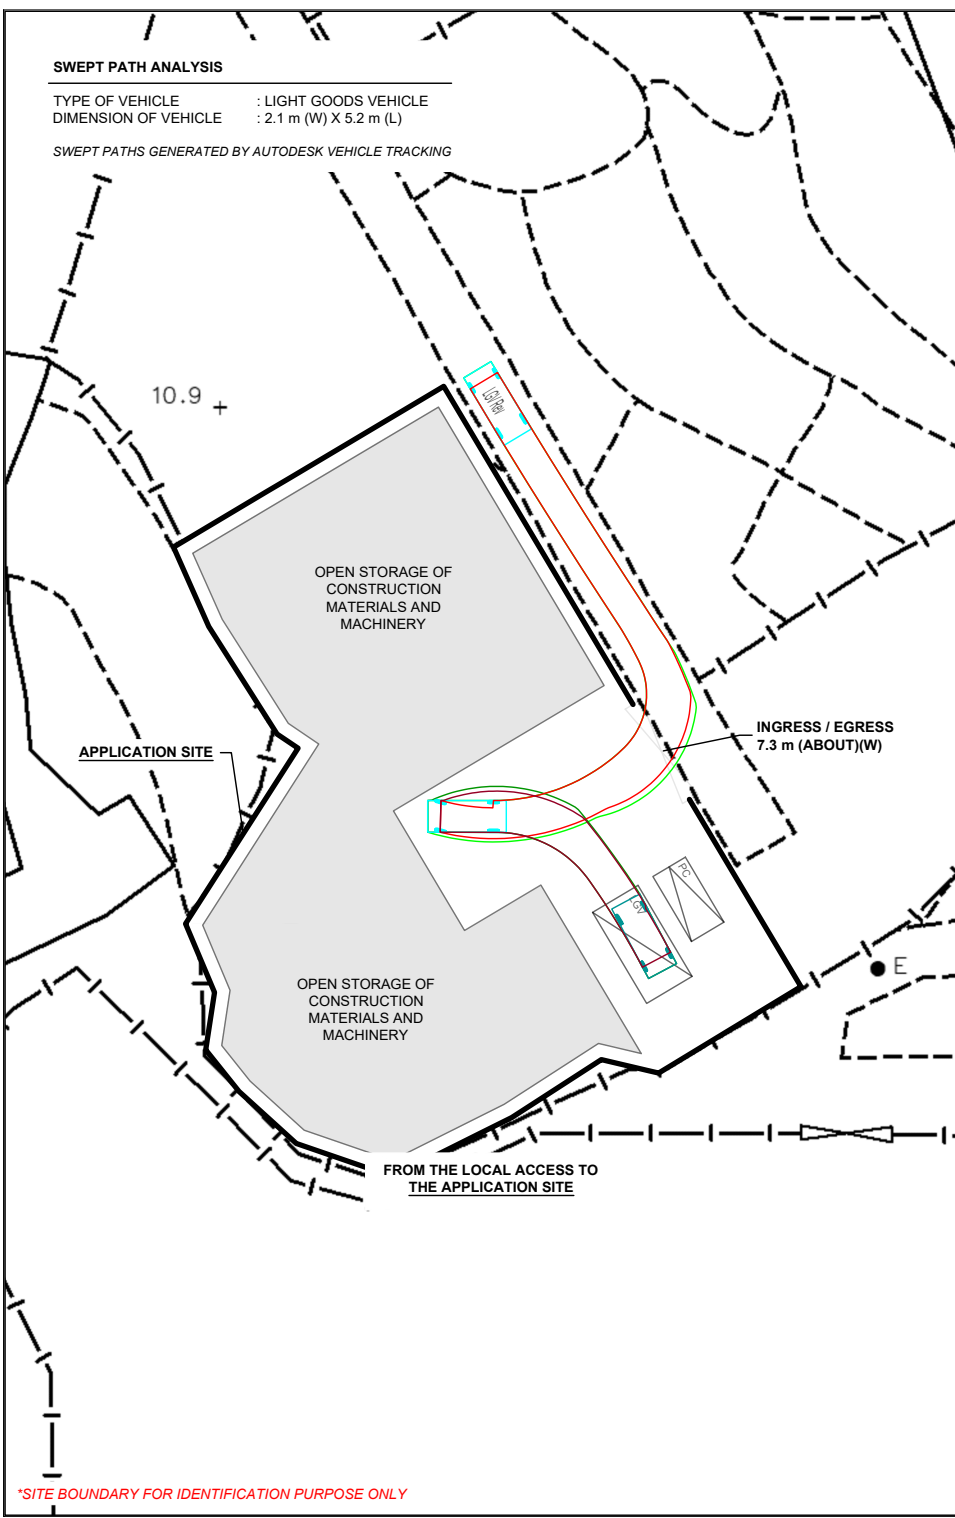 SWEPT PATH ANALYSIS
TYPE OF VEHICLE : LIGHT GOODS VEHICLE
DIMENSION OF VEHICLE : 2.1 m (W) X 5.2 m (L)
SWEPT PATHS GENERATED BY AUTODESK VEHICLE TRACKING
10.9
LGV Rev
OPEN STORAGE OF
CONSTRUCTION
MATERIALS AND
MACHINERY
INGRESS / EGRESS
7.3 m (ABOUT)(W)
APPLICATION SITE
PC
LGV
E
OPEN STORAGE OF
CONSTRUCTION
MATERIALS AND
MACHINERY
FROM THE LOCAL ACCESS TO
THE APPLICATION SITE
*SITE BOUNDARY FOR IDENTIFICATION PURPOSE ONLY